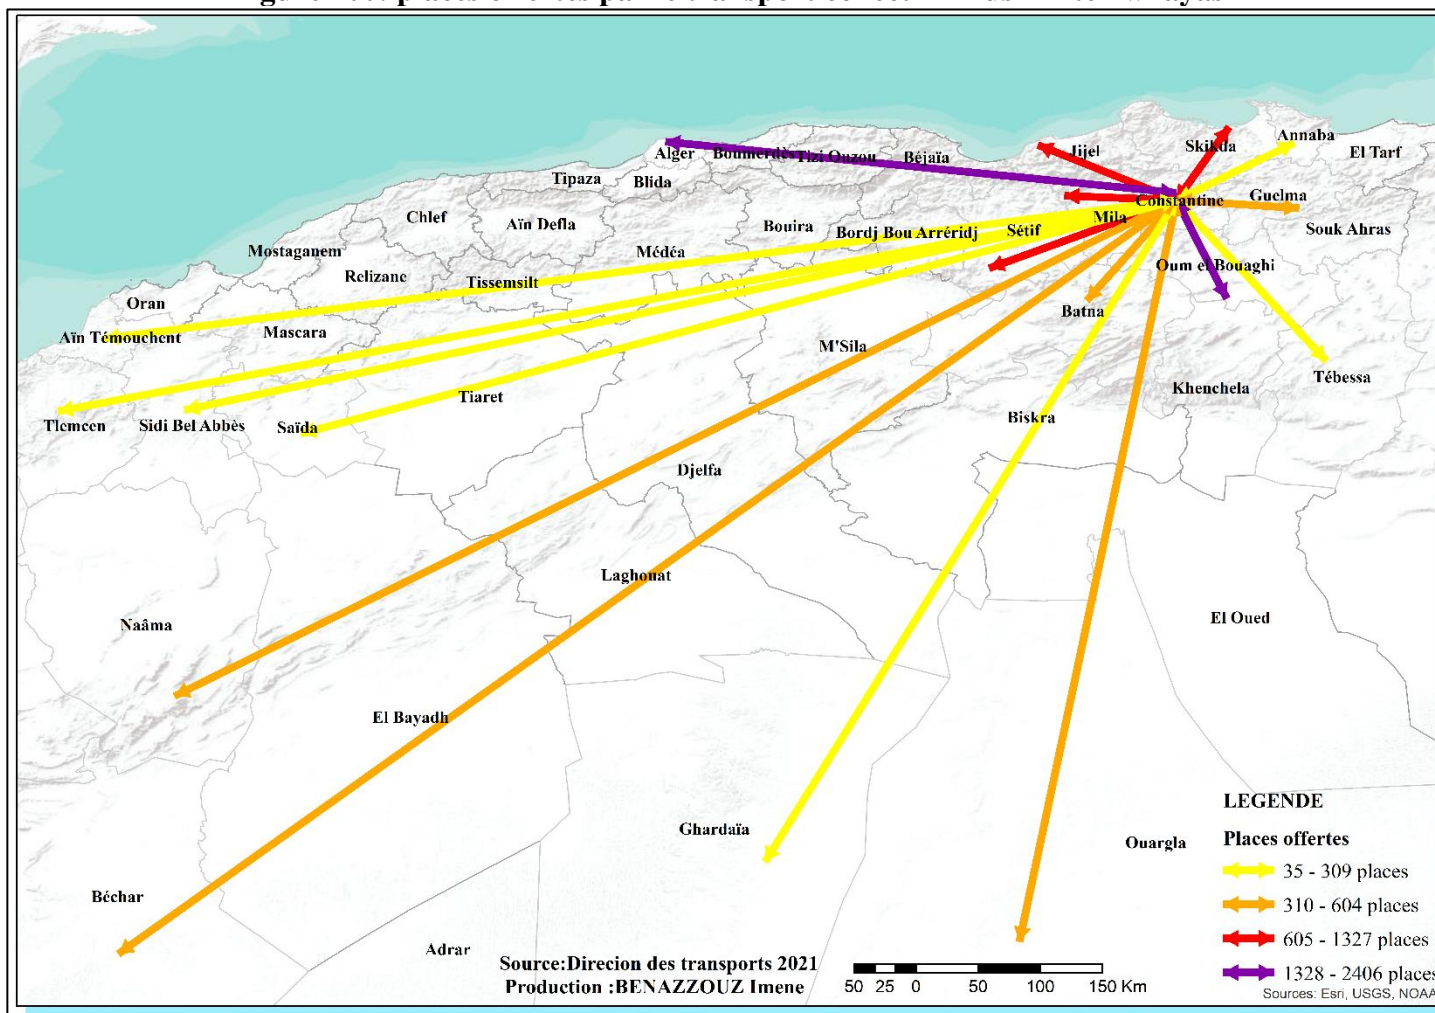 Annaba
Skikda
Alger
Boumerdès
Tizi Ouzou
Béjaïa
Jijel
El Tarf
Tipaza
Blida
Guelma
Constantine
Chlef
Aïn Defla
Bouira
Bordj Bou Arréridj
Sétif
Mila
Souk Ahras
Mostaganem
Médéa
Relizane
Tissemsilt
Oum el Bouaghi
Oran
Aïn Témouchent
Mascara
Batna
M'Sila
Tébessa
Khenchela
Tlemcen
Sidi Bel Abbès
Saïda
Tiaret
Biskra
Djelfa
Laghouat
Naâma
El Oued
El Bayadh
Ghardaïa
Ouargla
Béchar
Adrar
LEGENDE
Places offertes
35 - 309 places
310 - 604 places
605 - 1327 places
1328 - 2406 places
Source:Direcion des transports 2021
Production :BENAZZOUZ Imene
50 25 0 50 100 150 Km
Sources: Esri, USGS, NOAA